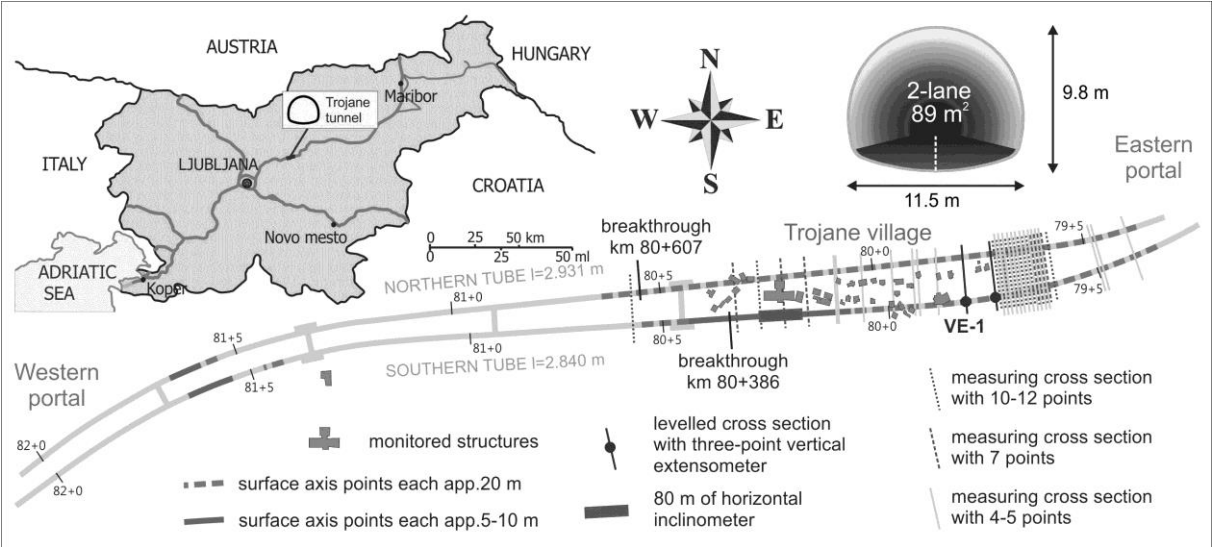 AUSTRIA
HUNGARY
Maribor
Trojane
tunnel
ITALY
LJUBLJANA
CROATIA
Novo mesto
ADRIATIC
SEA
Koper
0 25 50 km
0 50 ml
N
W E
S
2-lane
89 m²
9.8 m
11.5 m
Eastern
portal
breakthrough
km 80+607
Trojane village
79+5
80+0
80+5
NORTHERN TUBE l=2.931 m
81+0
81+5
82+0
Western
portal
SOUTHERN TUBE l=2.840 m
82+0
81+5
81+0
80+5
80+0
79+5
VE-1
breakthrough
km 80+386
monitored structures
surface axis points each app.20 m
surface axis points each app.5-10 m
levelled cross section
with three-point vertical
extensometer
80 m of horizontal
inclinometer
measuring cross section
with 10-12 points
measuring cross section
with 7 points
measuring cross section
with 4-5 points